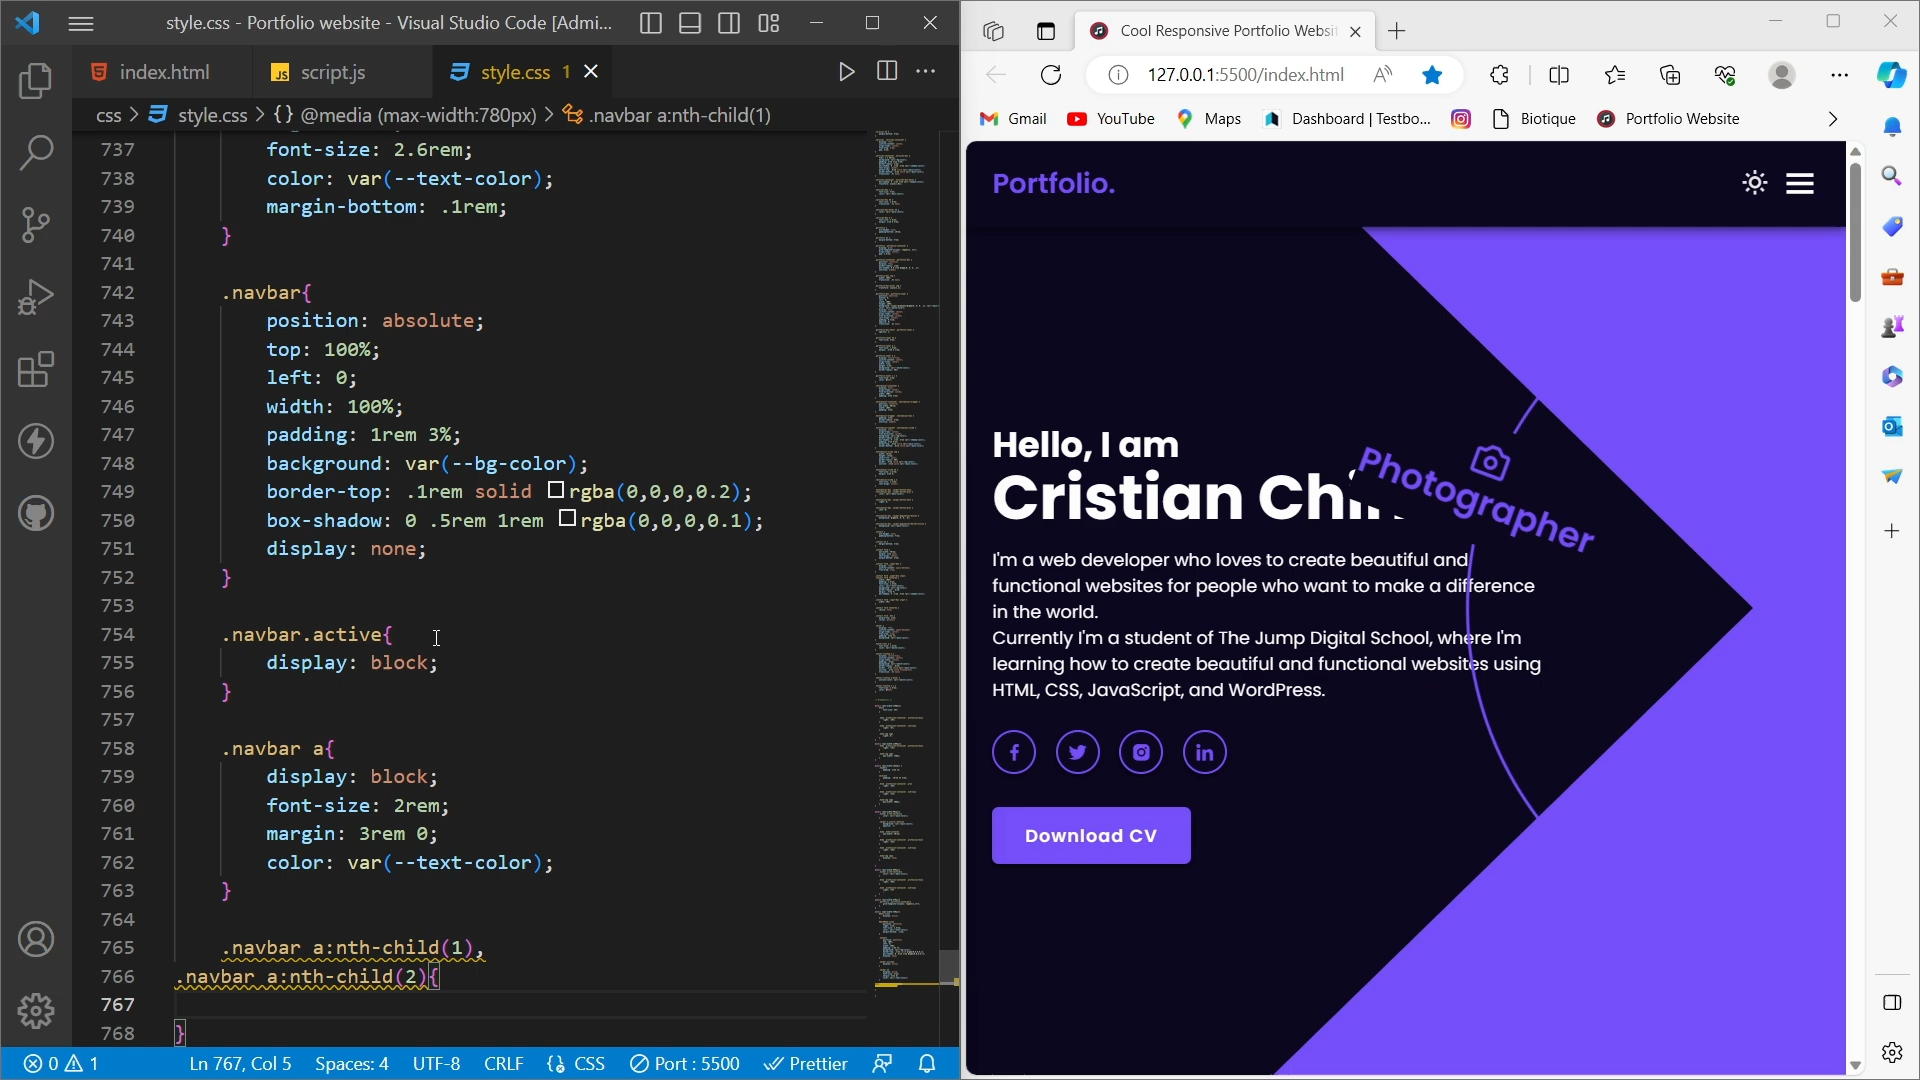 style.css - Portfolio website - Visual Studio Code [Admi...
index.html
JS script.js
style.css 1
css > style.css > {} @media (max-width:780px) > .navbar a:nth-child(1)
737 font-size: 2.6rem;
738 color: var(--text-color);
739 margin-bottom: .1rem;
740 }
741
742 .navbar{
743 position: absolute;
744 top: 100%;
745 left: 0;
746 width: 100%;
747 padding: 1rem 3%;
748 background: var(--bg-color);
749 border-top: .1rem solid rgba(0,0,0,0.2);
750 box-shadow: 0 .5rem 1rem rgba(0,0,0,0.1);
751 display: none;
752 }
753
754 .navbar.active{
755 display: block;
756 }
757
758 .navbar a{
759 display: block;
760 font-size: 2rem;
761 margin: 3rem 0;
762 color: var(--text-color);
763 }
764
765 .navbar a:nth-child(1),
766 .navbar a:nth-child(2){
767
768 }
0 1 Ln 767, Col 5 Spaces: 4 UTF-8 CRLF {} CSS Port : 5500 Prettier
Cool Responsive Portfolio Websit
127.0.0.1:5500/index.html
Gmail YouTube Maps Dashboard | Testbo... Biotique Portfolio Website
Portfolio.
Hello, I am
Cristian Chi
Photographer
I'm a web developer who loves to create beautiful and
functional websites for people who want to make a difference
in the world.
Currently I'm a student of The Jump Digital School, where I'm
learning how to create beautiful and functional websites using
HTML, CSS, JavaScript, and WordPress.
Download CV